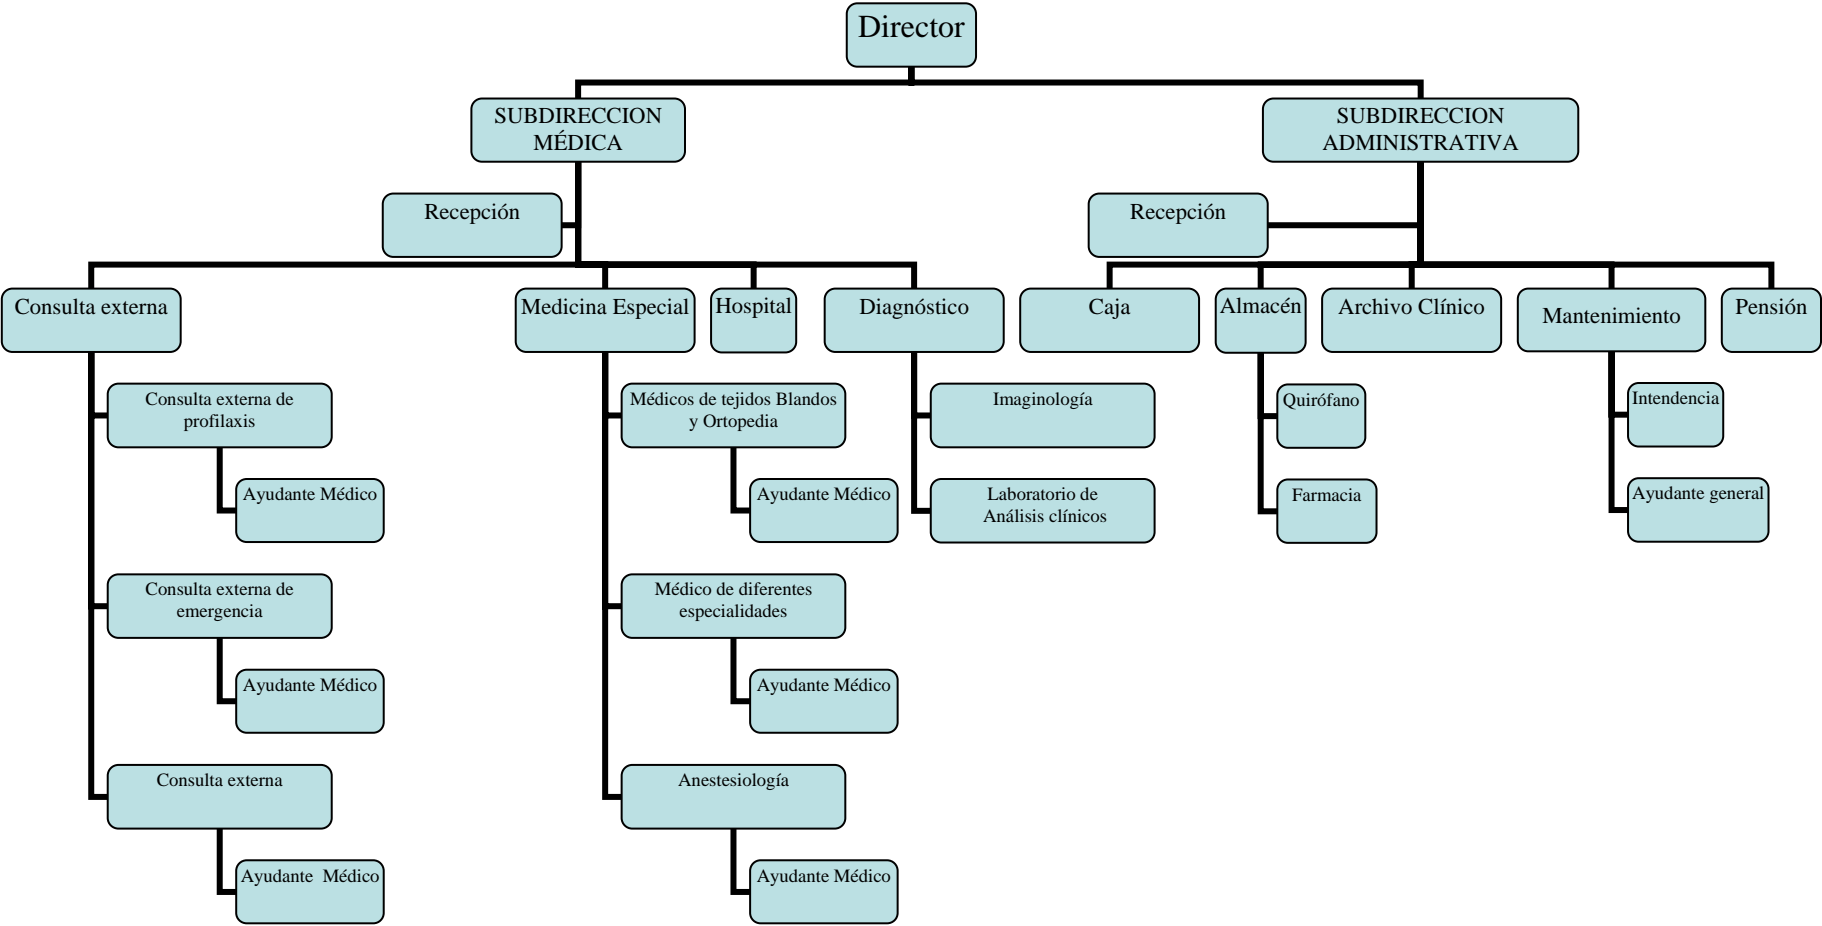 Director
SUBDIRECCION
MÉDICA
SUBDIRECCION
ADMINISTRATIVA
Recepción
Recepción
Consulta externa
Medicina Especial
Hospital
Diagnóstico
Caja
Almacén
Archivo Clínico
Mantenimiento
Pensión
Consulta externa de
profilaxis
Médicos de tejidos Blandos
y Ortopedia
Imaginología
Quirófano
Intendencia
Ayudante Médico
Ayudante Médico
Laboratorio de
Análisis clínicos
Farmacia
Ayudante general
Consulta externa de
emergencia
Médico de diferentes
especialidades
Ayudante Médico
Ayudante Médico
Consulta externa
Anestesiología
Ayudante  Médico
Ayudante Médico